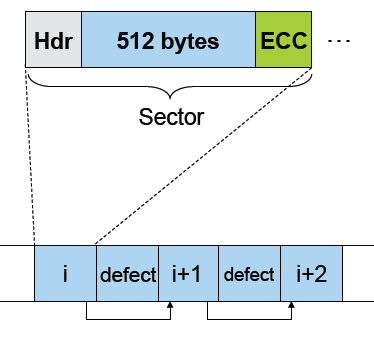 Hdr 512 bytes ECC ...
Sector
i defect i+1 defect i+2